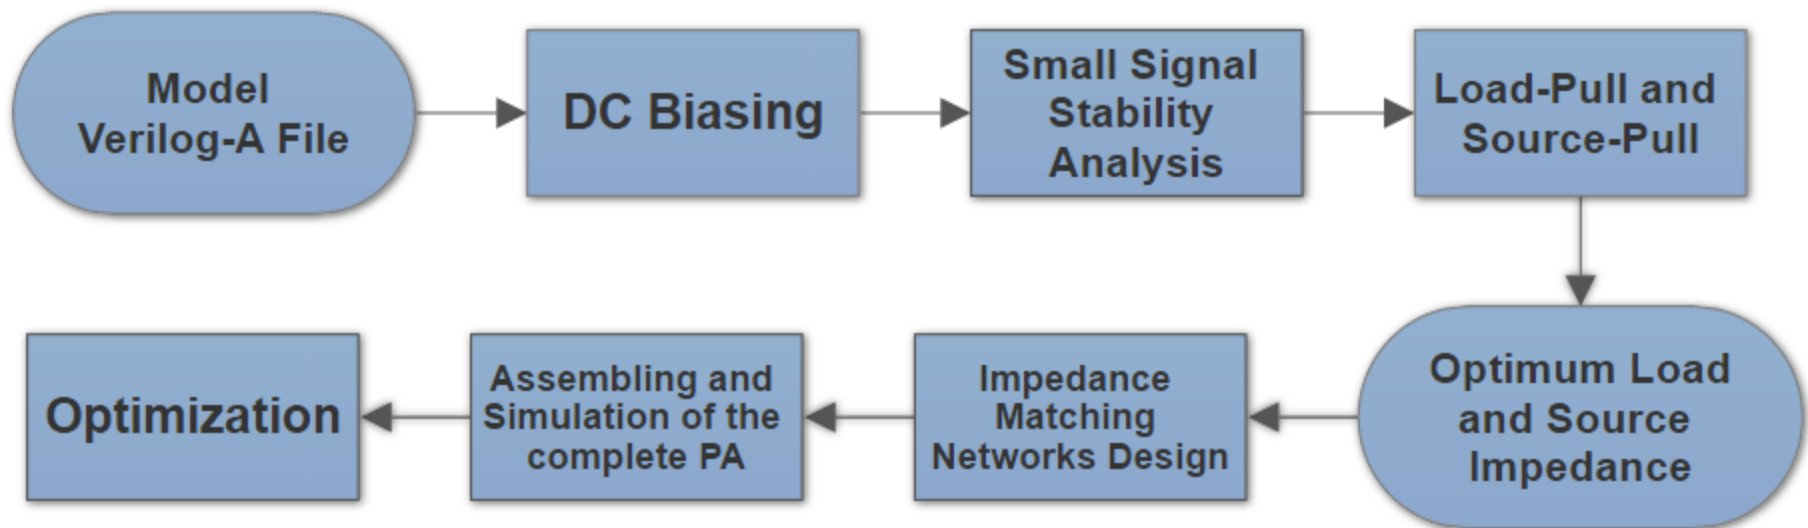 Model
Verilog-A File
DC Biasing
Small Signal
Stability
Analysis
Load-Pull and
Source-Pull
Optimum Load
and Source
Impedance
Impedance
Matching
Networks Design
Assembling and
Simulation of the
complete PA
Optimization